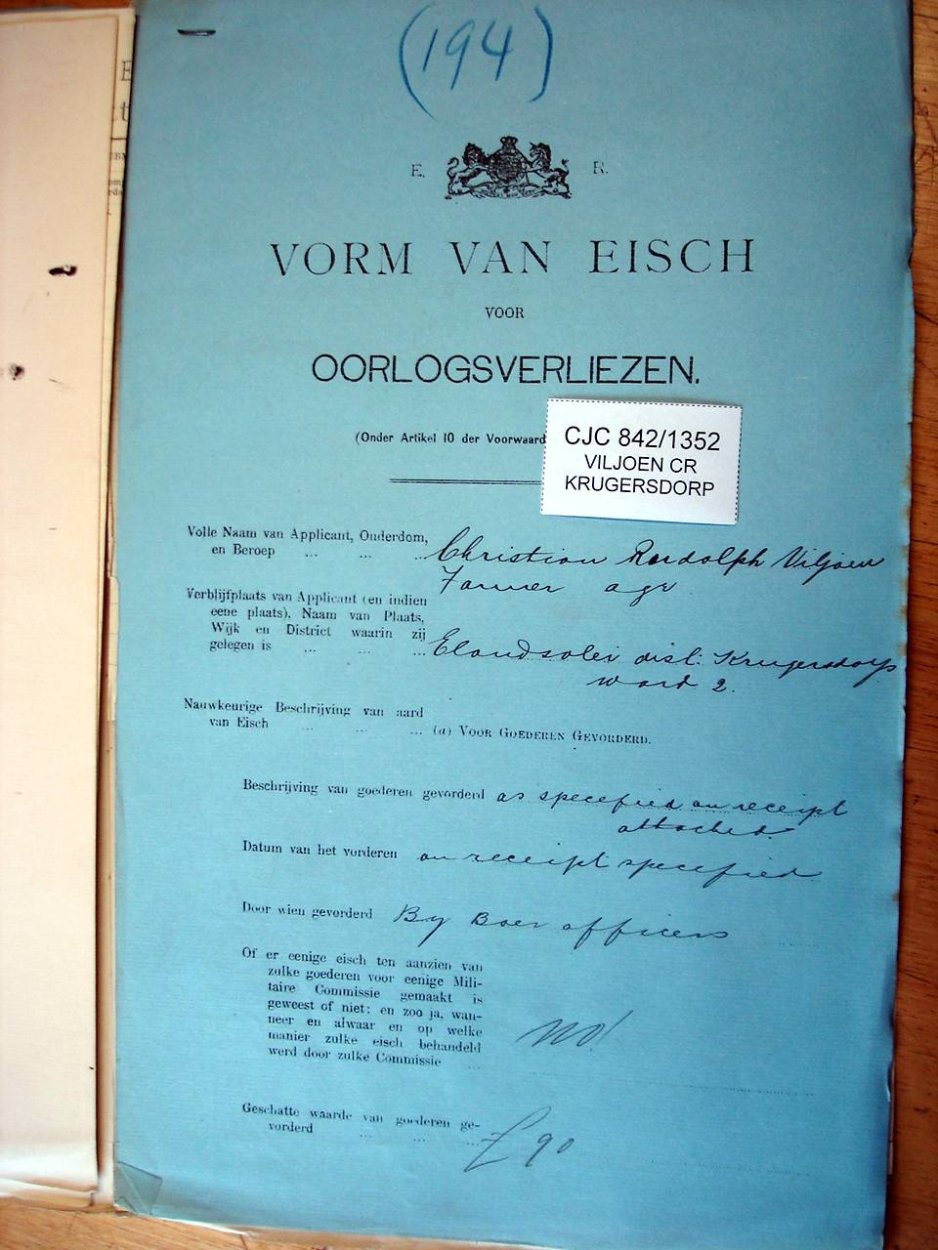 (194)
E. R.
VORM VAN EISCH
VOOR
OORLOGSVERLIEZEN.
(Onder Artikel 10 der Voorwaard
CJC 842/1352
VILJOEN CR
KRUGERSDORP
Volle Naam van Applicant, Ouderdom,
en Beroep ... ... ... Christian Rudolph Viljoen
Farmer age
Verblijfplaats van Applicant (en indien
eene plaats), Naam van Plaats,
Wijk en District waarin zij
gelegen is ... ... ... Elandsvlei dist. Krugersdorp
ward 2.
Nauwkeurige Beschrijving van aard
van Eisch ... ... ... (a) VOOR GOEDEREN GEVORDERD.
Beschrijving van goederen gevorderd as specefied on receipt
attached
Datum van het vorderen on receipt specefied
Door wien gevorderd By Boer officers
Of er eenige eisch ten aanzien van
zulke goederen voor eenige Mili-
taire Commissie gemaakt is
geweest of niet: en zoo ja, wan-
neer en alwaar en op welke
manier zulke eisch behandeld
werd door zulke Commissie ... no!
Geschatte waarde van goederen ge-
vorderd ... ... ... £90